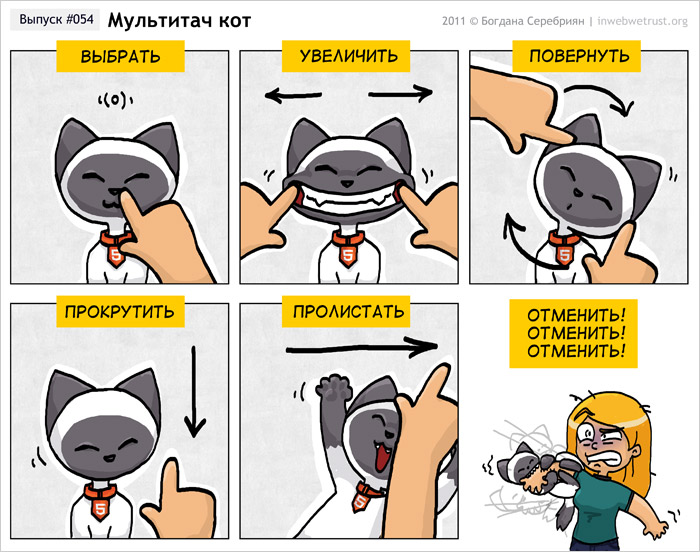 Выпуск #054 Мультитач кот 2011 © Богдана Серебриян | inwebwetrust.org
ВЫБРАТЬ
УВЕЛИЧИТЬ
ПОВЕРНУТЬ
5
5
5
ПРОКРУТИТЬ
ПРОЛИСТАТЬ
ОТМЕНИТЬ!
ОТМЕНИТЬ!
ОТМЕНИТЬ!
5
5